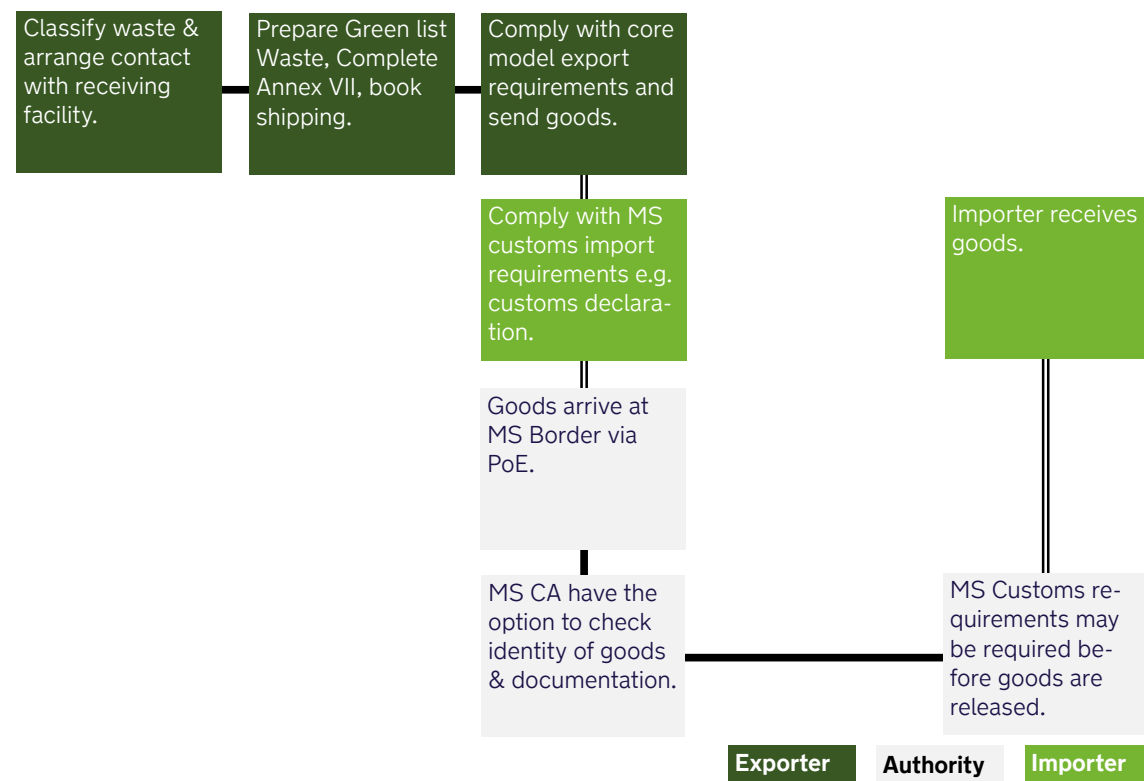 Classify waste &
arrange contact
with receiving
facility.
Prepare Green list
Waste, Complete
Annex VII, book
shipping.
Comply with core
model export
requirements and
send goods.
Comply with MS
customs import
requirements e.g.
customs declara-
tion.
Importer receives
goods.
Goods arrive at
MS Border via
PoE.
MS CA have the
option to check
identity of goods
& documentation.
MS Customs re-
quirements may
be required be-
fore goods are
released.
Exporter
Authority
Importer